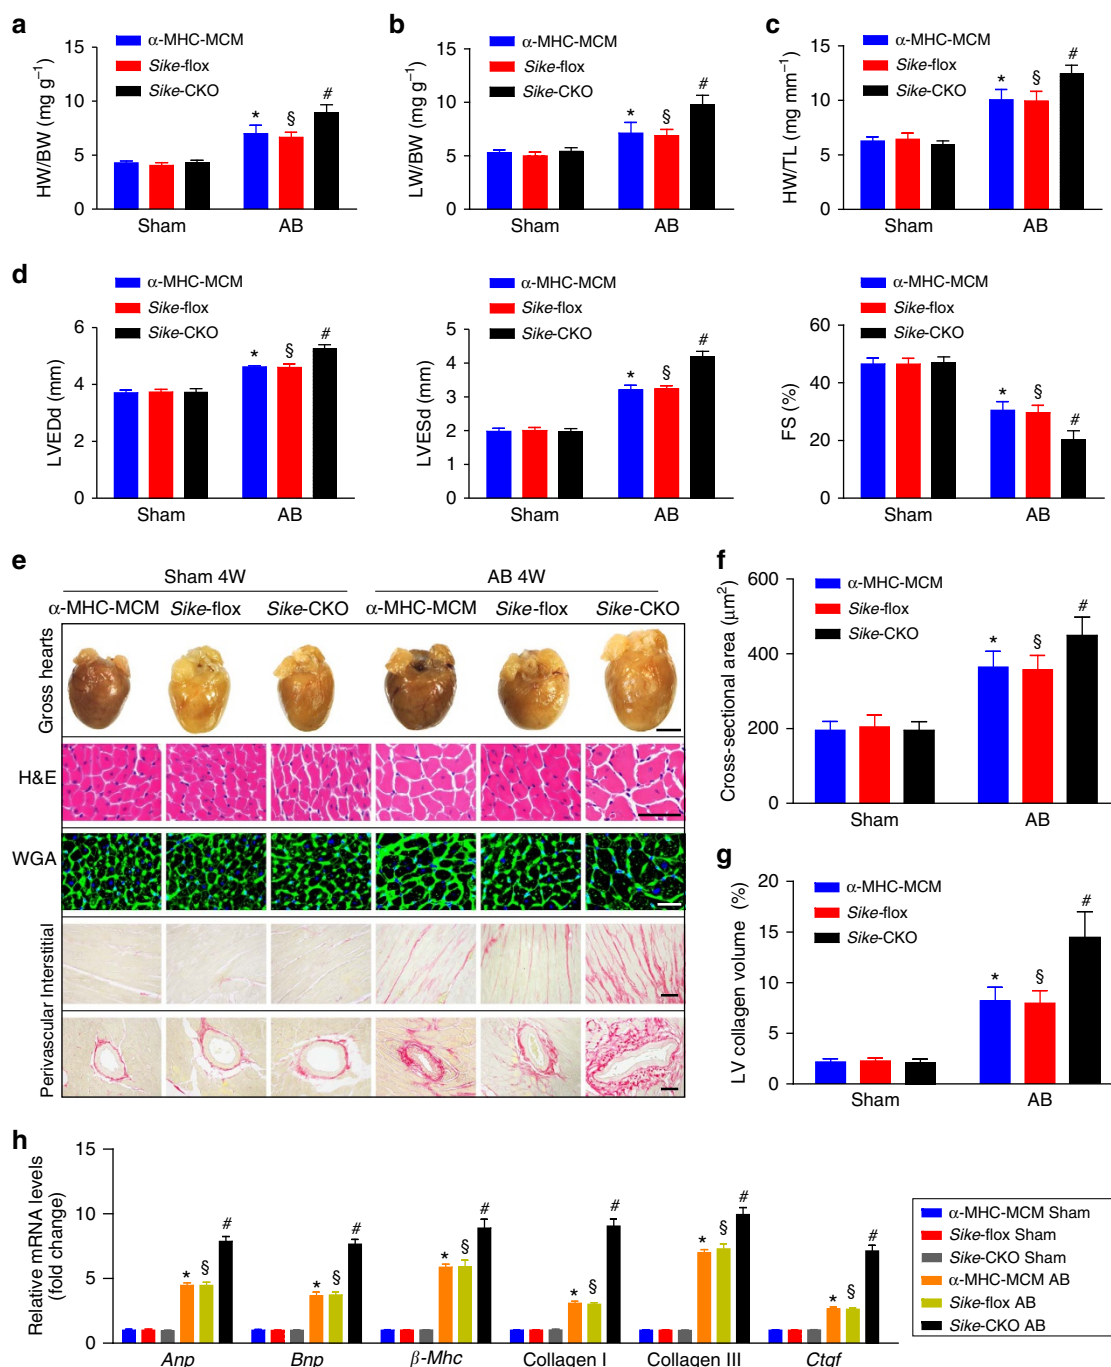 a
α-MHC-MCM
Sike-flox
Sike-CKO
HW/BW (mg g⁻¹)
15
10
5
0
*
§
#
Sham
AB
b
α-MHC-MCM
Sike-flox
Sike-CKO
LW/BW (mg g⁻¹)
15
10
5
0
*
§
#
Sham
AB
c
α-MHC-MCM
Sike-flox
Sike-CKO
HW/TL (mg mm⁻¹)
15
10
5
0
*
§
#
Sham
AB
d
α-MHC-MCM
Sike-flox
Sike-CKO
LVEDd (mm)
6
4
2
0
*
§
#
Sham
AB
α-MHC-MCM
Sike-flox
Sike-CKO
LVESd (mm)
5
4
3
2
1
0
*
§
#
Sham
AB
α-MHC-MCM
Sike-flox
Sike-CKO
FS (%)
60
40
20
0
*
§
#
Sham
AB
e
Sham 4W
AB 4W
α-MHC-MCM Sike-flox Sike-CKO α-MHC-MCM Sike-flox Sike-CKO
Gross hearts
H&E
WGA
Perivascular Interstitial
f
α-MHC-MCM
Sike-flox
Sike-CKO
Cross-sectional area (μm²)
600
400
200
0
*
§
#
Sham
AB
g
α-MHC-MCM
Sike-flox
Sike-CKO
LV collagen volume (%)
20
15
10
5
0
*
§
#
Sham
AB
h
Relative mRNA levels
(fold change)
15
10
5
0
* § #
* § #
* § #
* § #
* § #
* § #
Anp
Bnp
β-Mhc
Collagen I
Collagen III
Ctgf
α-MHC-MCM Sham
Sike-flox Sham
Sike-CKO Sham
α-MHC-MCM AB
Sike-flox AB
Sike-CKO AB